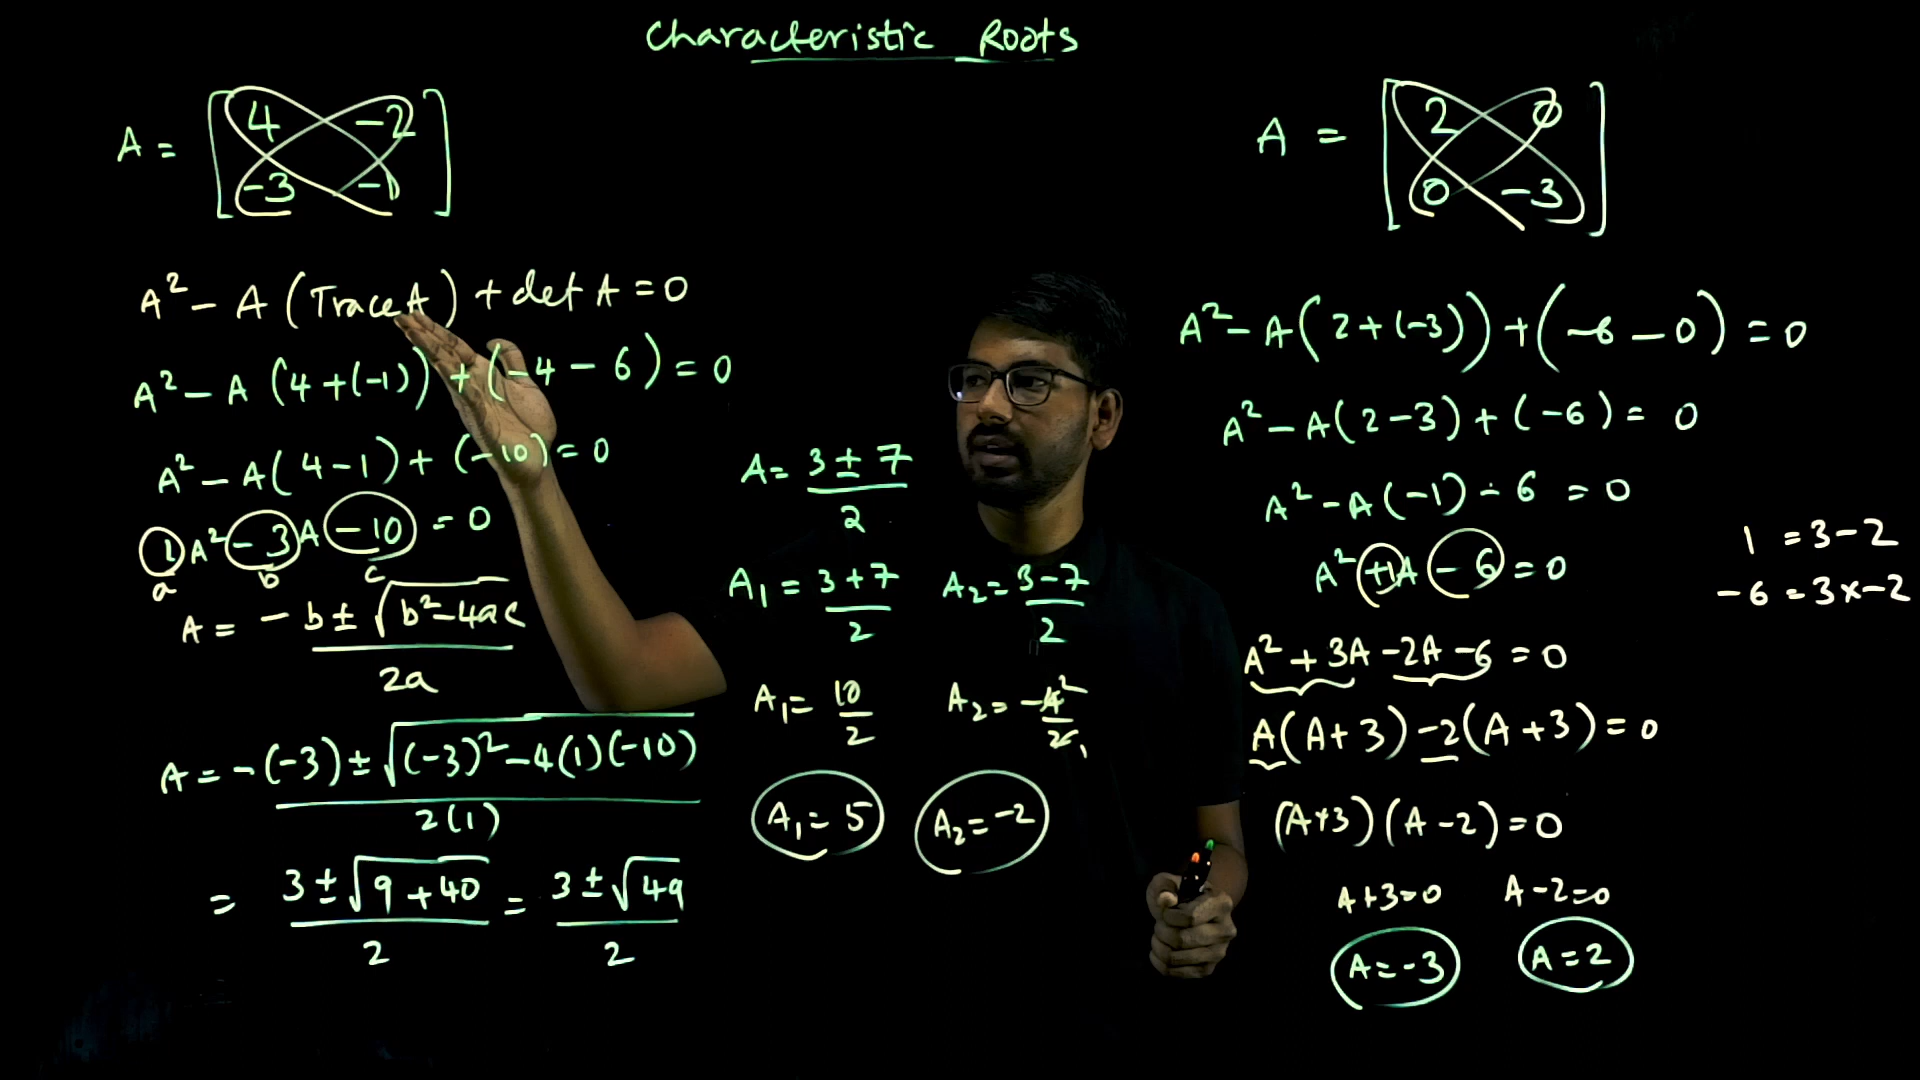 Characteristic Roots
A = [ 4 -2
-3 -1 ]
A² - A (Trace A) + det A = 0
A² - A (4 + (-1)) + (-4 - 6) = 0
A² - A (4 - 1) + (-10) = 0
1 A² - 3 A - 10 = 0
a b c
A = -b ± √(b² - 4ac)
2a
A = -(-3) ± √((-3)² - 4(1)(-10))
2(1)
= 3 ± √(9 + 40) / 2 = 3 ± √49 / 2
A = 3 ± 7
2
A₁ = 3 + 7 / 2 A₂ = 3 - 7 / 2
A₁ = 10 / 2 A₂ = -4² / 2₁
A₁ = 5 A₂ = -2
A = [ 2 0
0 -3 ]
A² - A (2 + (-3)) + (-6 - 0) = 0
A² - A (2 - 3) + (-6) = 0
A² - A (-1) - 6 = 0
A² + 1A - 6 = 0
1 = 3 - 2
-6 = 3 x -2
A² + 3A - 2A - 6 = 0
A (A + 3) - 2 (A + 3) = 0
(A + 3) (A - 2) = 0
A + 3 = 0 A - 2 = 0
A = -3 A = 2